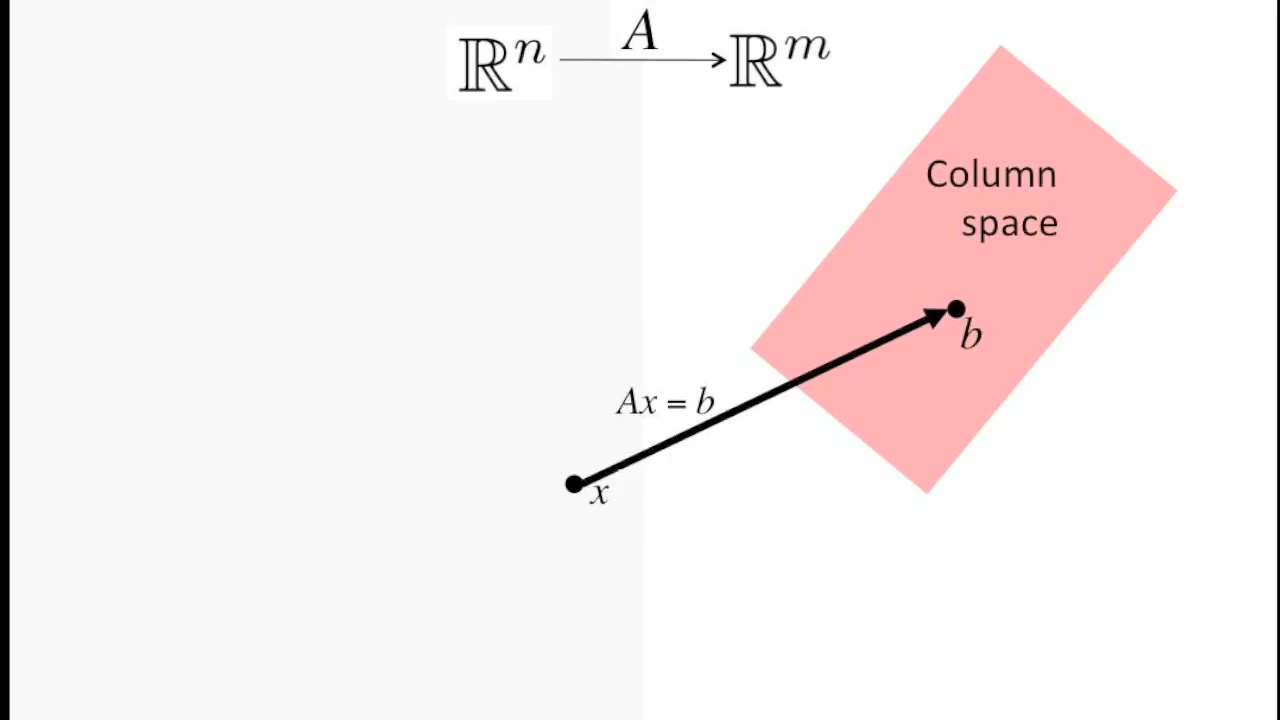 ℝⁿ A ℝᵐ
Column
space
b
Ax = b
x